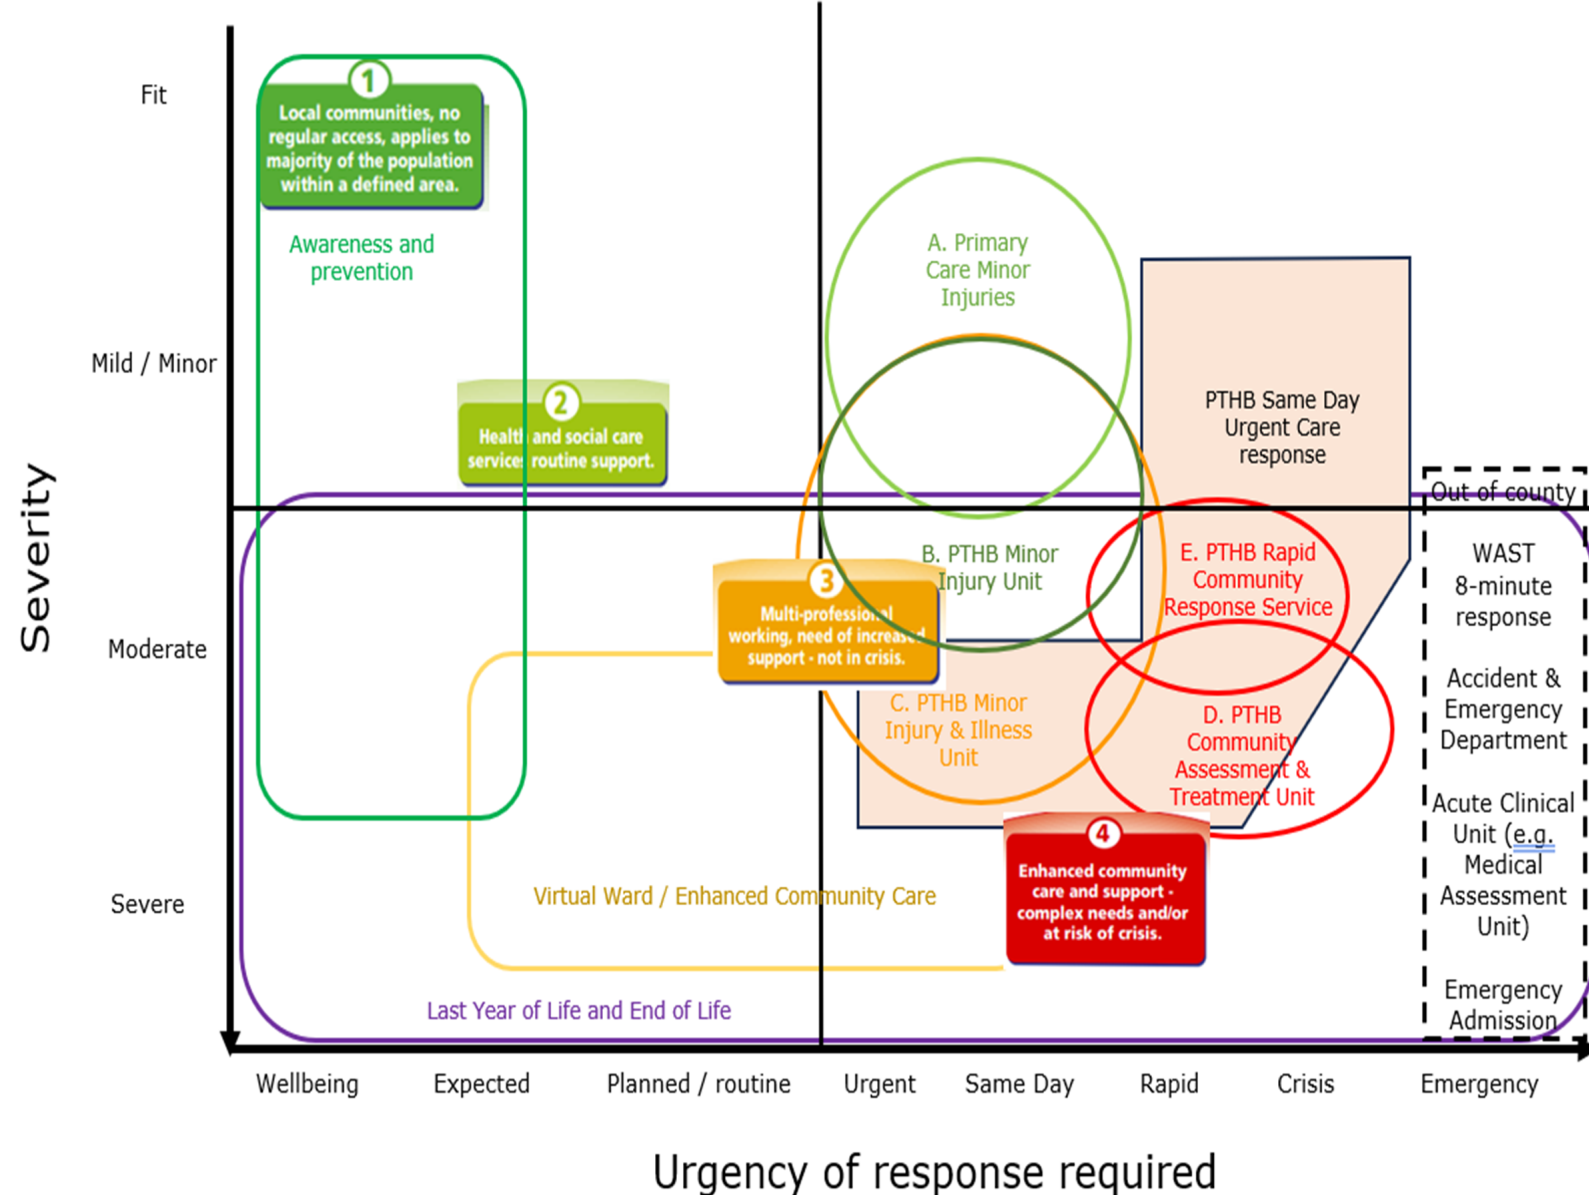 Severity
Fit
Mild / Minor
Moderate
Severe
1
Local communities, no
regular access, applies to
majority of the population
within a defined area.
Awareness and
prevention
2
Health and social care
services routine support.
A. Primary
Care Minor
Injuries
PTHB Same Day
Urgent Care
response
B. PTHB Minor
Injury Unit
3
Multi-professional
working, need of increased
support - not in crisis.
C. PTHB Minor
Injury & Illness
Unit
E. PTHB Rapid
Community
Response Service
D. PTHB
Community
Assessment &
Treatment Unit
4
Enhanced community
care and support -
complex needs and/or
at risk of crisis.
Virtual Ward / Enhanced Community Care
Last Year of Life and End of Life
Out of county
WAST
8-minute
response
Accident &
Emergency
Department
Acute Clinical
Unit (e.g.
Medical
Assessment
Unit)
Emergency
Admission
Wellbeing
Expected
Planned / routine
Urgent
Same Day
Rapid
Crisis
Emergency
Urgency of response required